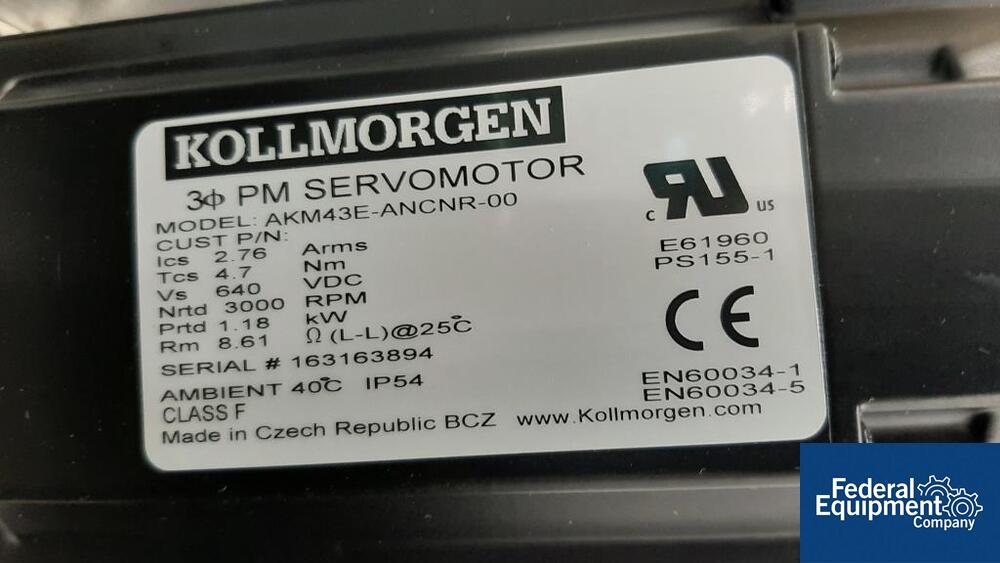 KOLLMORGEN
3ϕ PM SERVOMOTOR
MODEL: AKM43E-ANCNR-00
CUST P/N:
Ics 2.76 Arms
Tcs 4.7 Nm
Vs 640 VDC
Nrtd 3000 RPM
Prtd 1.18 kW
Rm 8.61 Ω (L-L)@25°C
SERIAL # 163163894
AMBIENT 40°C IP54
CLASS F
Made in Czech Republic BCZ www.Kollmorgen.com
c RU us
E61960
PS155-1
CE
EN60034-1
EN60034-5
Federal
Equipment
Company